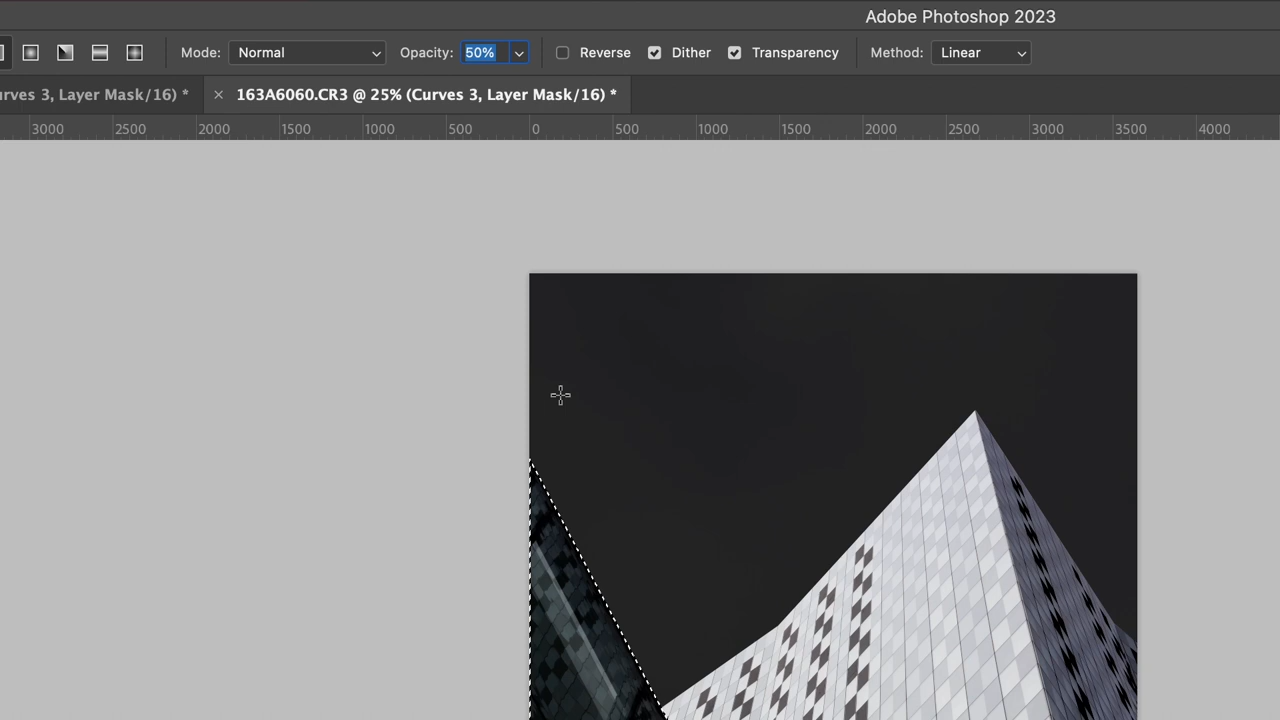 Adobe Photoshop 2023
Mode: Normal Opacity: 50% Reverse Dither Transparency Method: Linear
urves 3, Layer Mask/16) * × 163A6060.CR3 @ 25% (Curves 3, Layer Mask/16) *
3000 2500 2000 1500 1000 500 0 500 1000 1500 2000 2500 3000 3500 4000